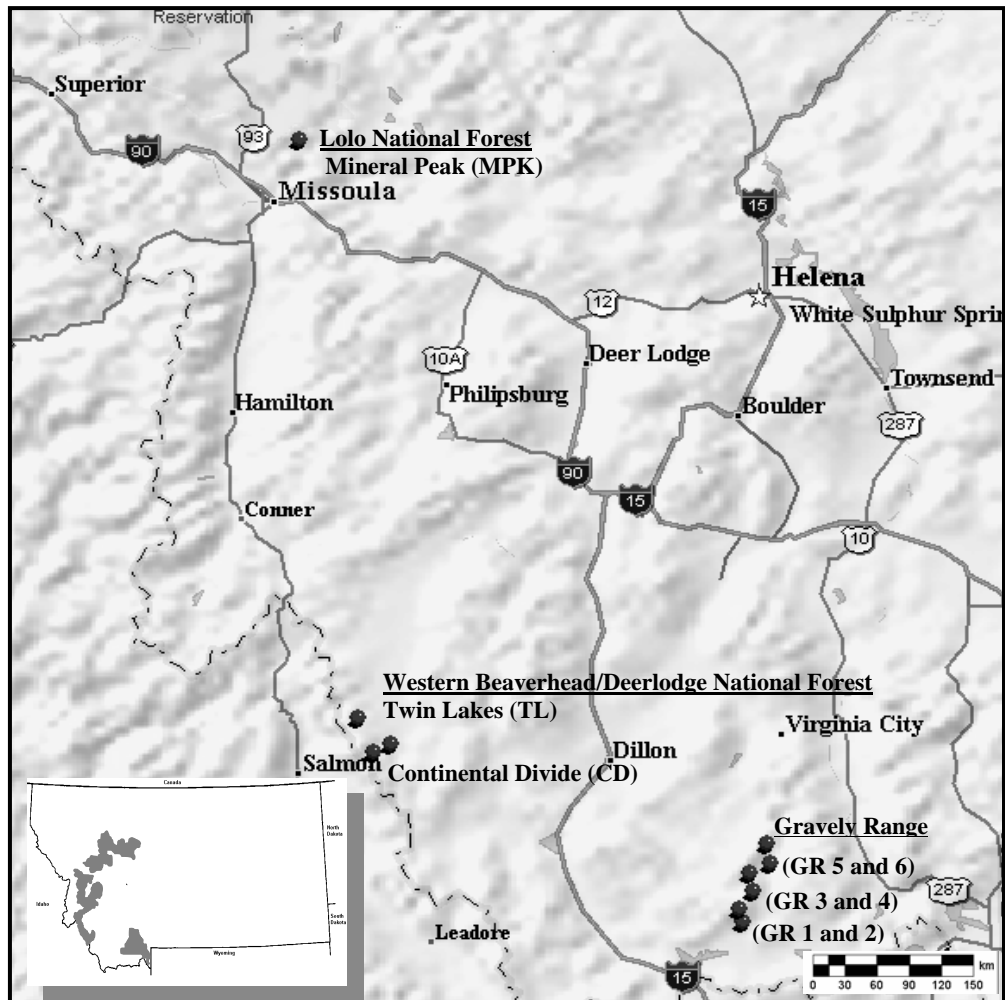 Reservation
Superior
93
Lolo National Forest
90
Mineral Peak (MPK)
Missoula
15
Helena
12
White Sulphur Sprin
Deer Lodge
10A
Townsend
Philipsburg
Hamilton
Boulder
287
90
15
Conner
10
Western Beaverhead/Deerlodge National Forest
Twin Lakes (TL)
Virginia City
Dillon
Salmon
Continental Divide (CD)
Canada
North
Dakota
Idaho
South
Dakota
Wyoming
Gravely Range
(GR 5 and 6)
287
(GR 3 and 4)
(GR 1 and 2)
Leadore
15
km
0 30 60 90 120 150